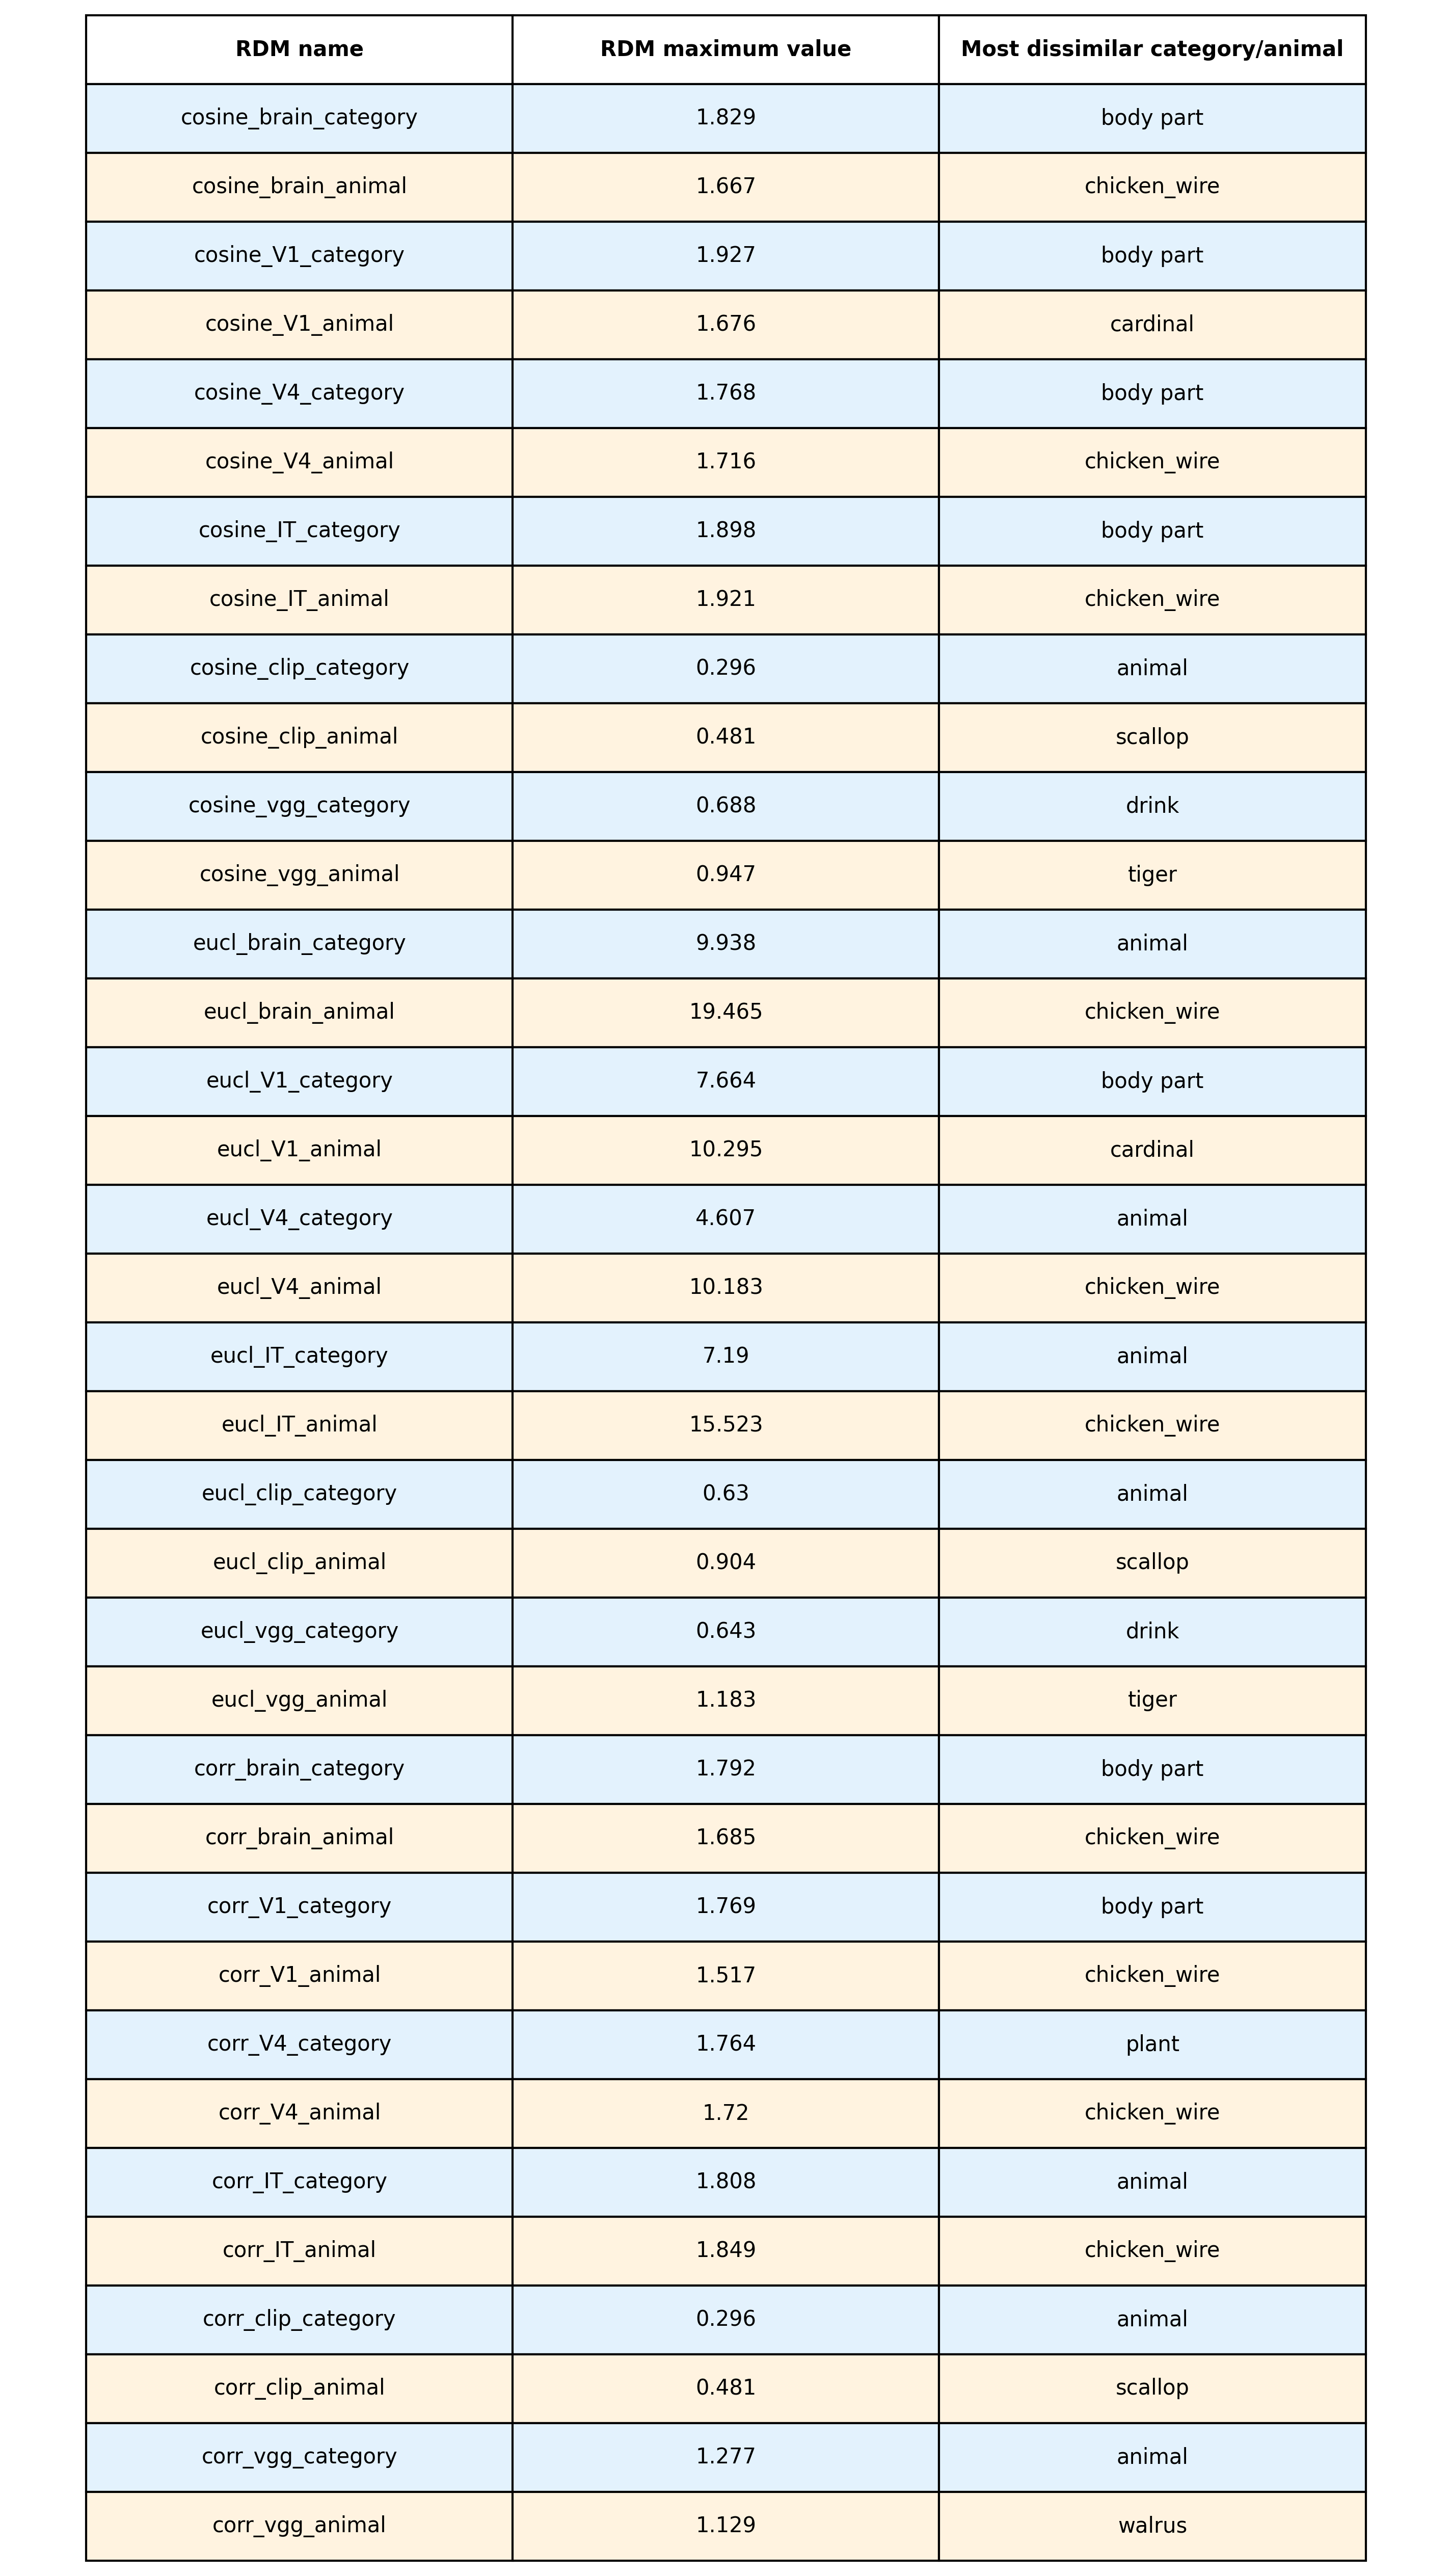 RDM name RDM maximum value Most dissimilar category/animal
cosine_brain_category 1.829 body part
cosine_brain_animal 1.667 chicken_wire
cosine_V1_category 1.927 body part
cosine_V1_animal 1.676 cardinal
cosine_V4_category 1.768 body part
cosine_V4_animal 1.716 chicken_wire
cosine_IT_category 1.898 body part
cosine_IT_animal 1.921 chicken_wire
cosine_clip_category 0.296 animal
cosine_clip_animal 0.481 scallop
cosine_vgg_category 0.688 drink
cosine_vgg_animal 0.947 tiger
eucl_brain_category 9.938 animal
eucl_brain_animal 19.465 chicken_wire
eucl_V1_category 7.664 body part
eucl_V1_animal 10.295 cardinal
eucl_V4_category 4.607 animal
eucl_V4_animal 10.183 chicken_wire
eucl_IT_category 7.19 animal
eucl_IT_animal 15.523 chicken_wire
eucl_clip_category 0.63 animal
eucl_clip_animal 0.904 scallop
eucl_vgg_category 0.643 drink
eucl_vgg_animal 1.183 tiger
corr_brain_category 1.792 body part
corr_brain_animal 1.685 chicken_wire
corr_V1_category 1.769 body part
corr_V1_animal 1.517 chicken_wire
corr_V4_category 1.764 plant
corr_V4_animal 1.72 chicken_wire
corr_IT_category 1.808 animal
corr_IT_animal 1.849 chicken_wire
corr_clip_category 0.296 animal
corr_clip_animal 0.481 scallop
corr_vgg_category 1.277 animal
corr_vgg_animal 1.129 walrus